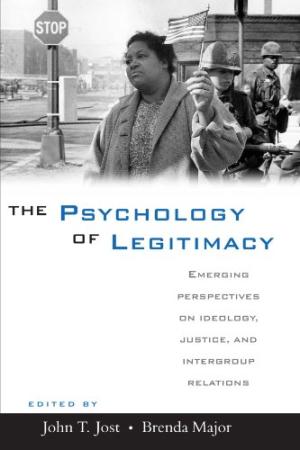 STOP
THE PSYCHOLOGY
OF LEGITIMACY
EMERGING
PERSPECTIVES
ON IDEOLOGY,
JUSTICE, AND
INTERGROUP
RELATIONS
EDITED BY
John T. Jost • Brenda Major